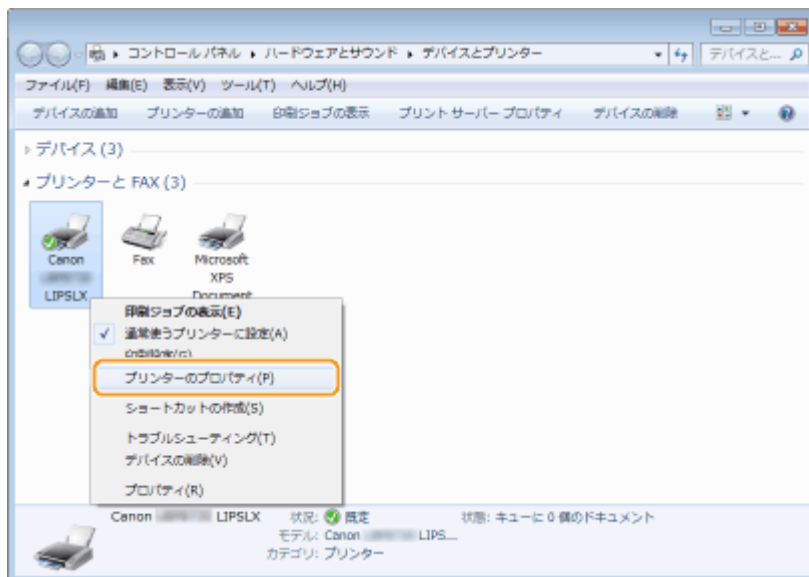 コントロール パネル ▸ ハードウェアとサウンド ▸ デバイスとプリンター
デバイスと...
ファイル(F) 編集(E) 表示(V) ツール(T) ヘルプ(H)
デバイスの追加 プリンターの追加 印刷ジョブの表示 プリント サーバー プロパティ デバイスの削除
デバイス (3)
プリンターと FAX (3)
Canon
LIPSLX
Fax
Microsoft
XPS
Document
印刷ジョブの表示(E)
通常使うプリンターに設定(A)
印刷設定(G)
プリンターのプロパティ(P)
ショートカットの作成(S)
トラブルシューティング(T)
デバイスの削除(V)
プロパティ(R)
Canon LIPSLX 状況: 既定 状態: キューに 0 個のドキュメント
モデル: Canon LIPS...
カテゴリ: プリンター